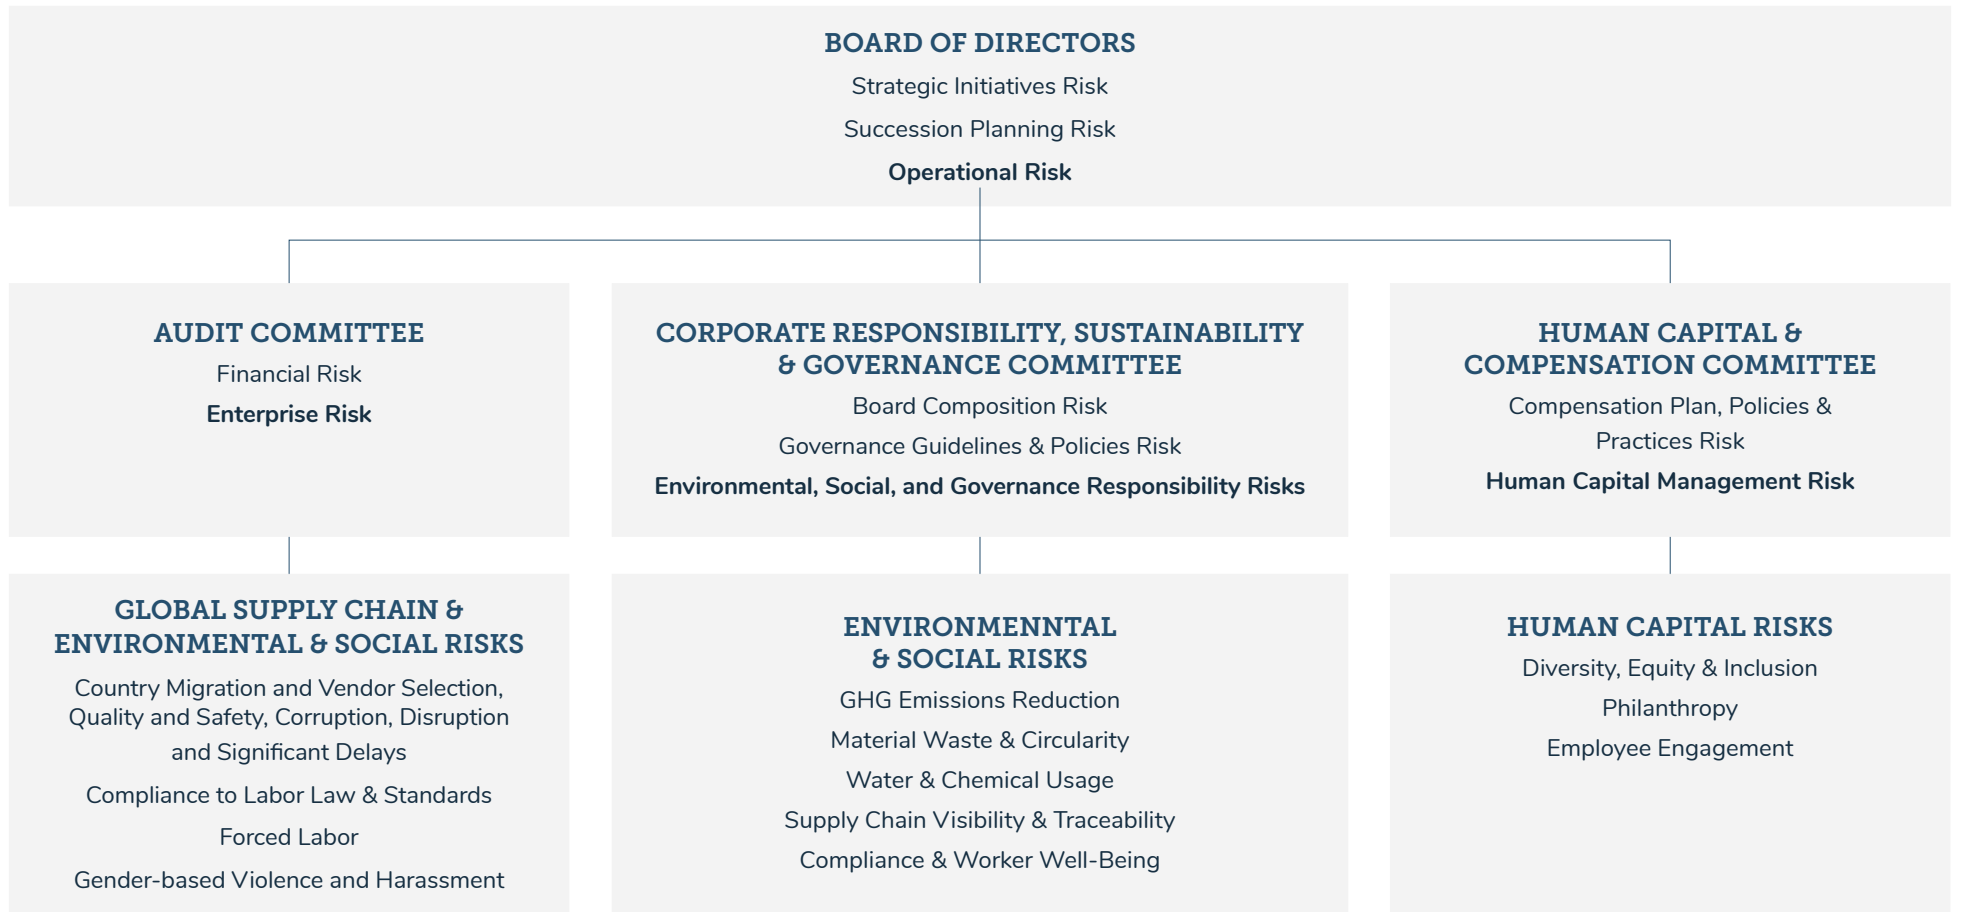 BOARD OF DIRECTORS
Strategic Initiatives Risk
Succession Planning Risk
Operational Risk
AUDIT COMMITTEE
Financial Risk
Enterprise Risk
CORPORATE RESPONSIBILITY, SUSTAINABILITY
& GOVERNANCE COMMITTEE
Board Composition Risk
Governance Guidelines & Policies Risk
Environmental, Social, and Governance Responsibility Risks
HUMAN CAPITAL &
COMPENSATION COMMITTEE
Compensation Plan, Policies &
Practices Risk
Human Capital Management Risk
GLOBAL SUPPLY CHAIN &
ENVIRONMENTAL & SOCIAL RISKS
Country Migration and Vendor Selection,
Quality and Safety, Corruption, Disruption
and Significant Delays
Compliance to Labor Law & Standards
Forced Labor
Gender-based Violence and Harassment
ENVIRONMENNTAL
& SOCIAL RISKS
GHG Emissions Reduction
Material Waste & Circularity
Water & Chemical Usage
Supply Chain Visibility & Traceability
Compliance & Worker Well-Being
HUMAN CAPITAL RISKS
Diversity, Equity & Inclusion
Philanthropy
Employee Engagement